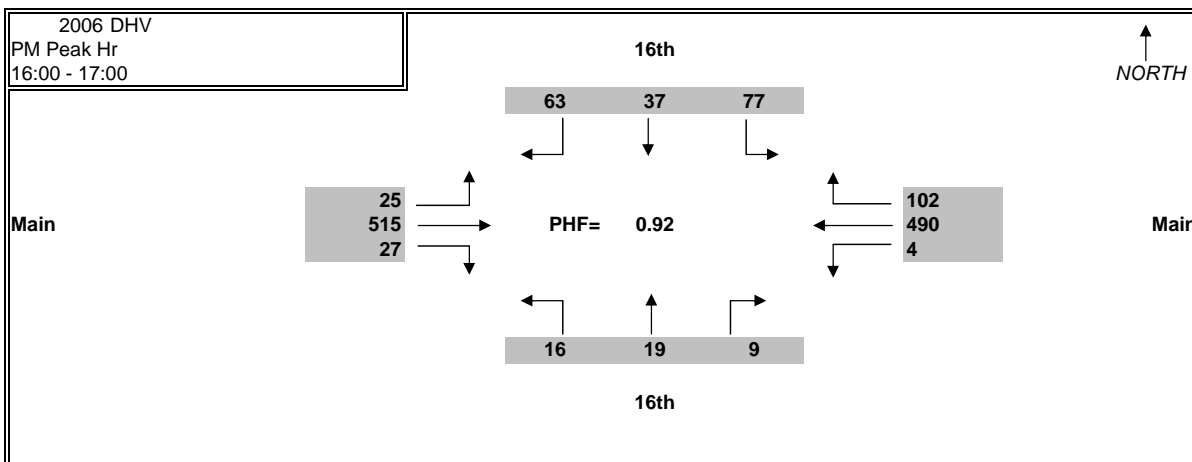 2006 DHV
PM Peak Hr
16:00 - 17:00
16th
NORTH
63 37 77
25
515
27
Main
PHF= 0.92
102
490
4
Main
16 19 9
16th